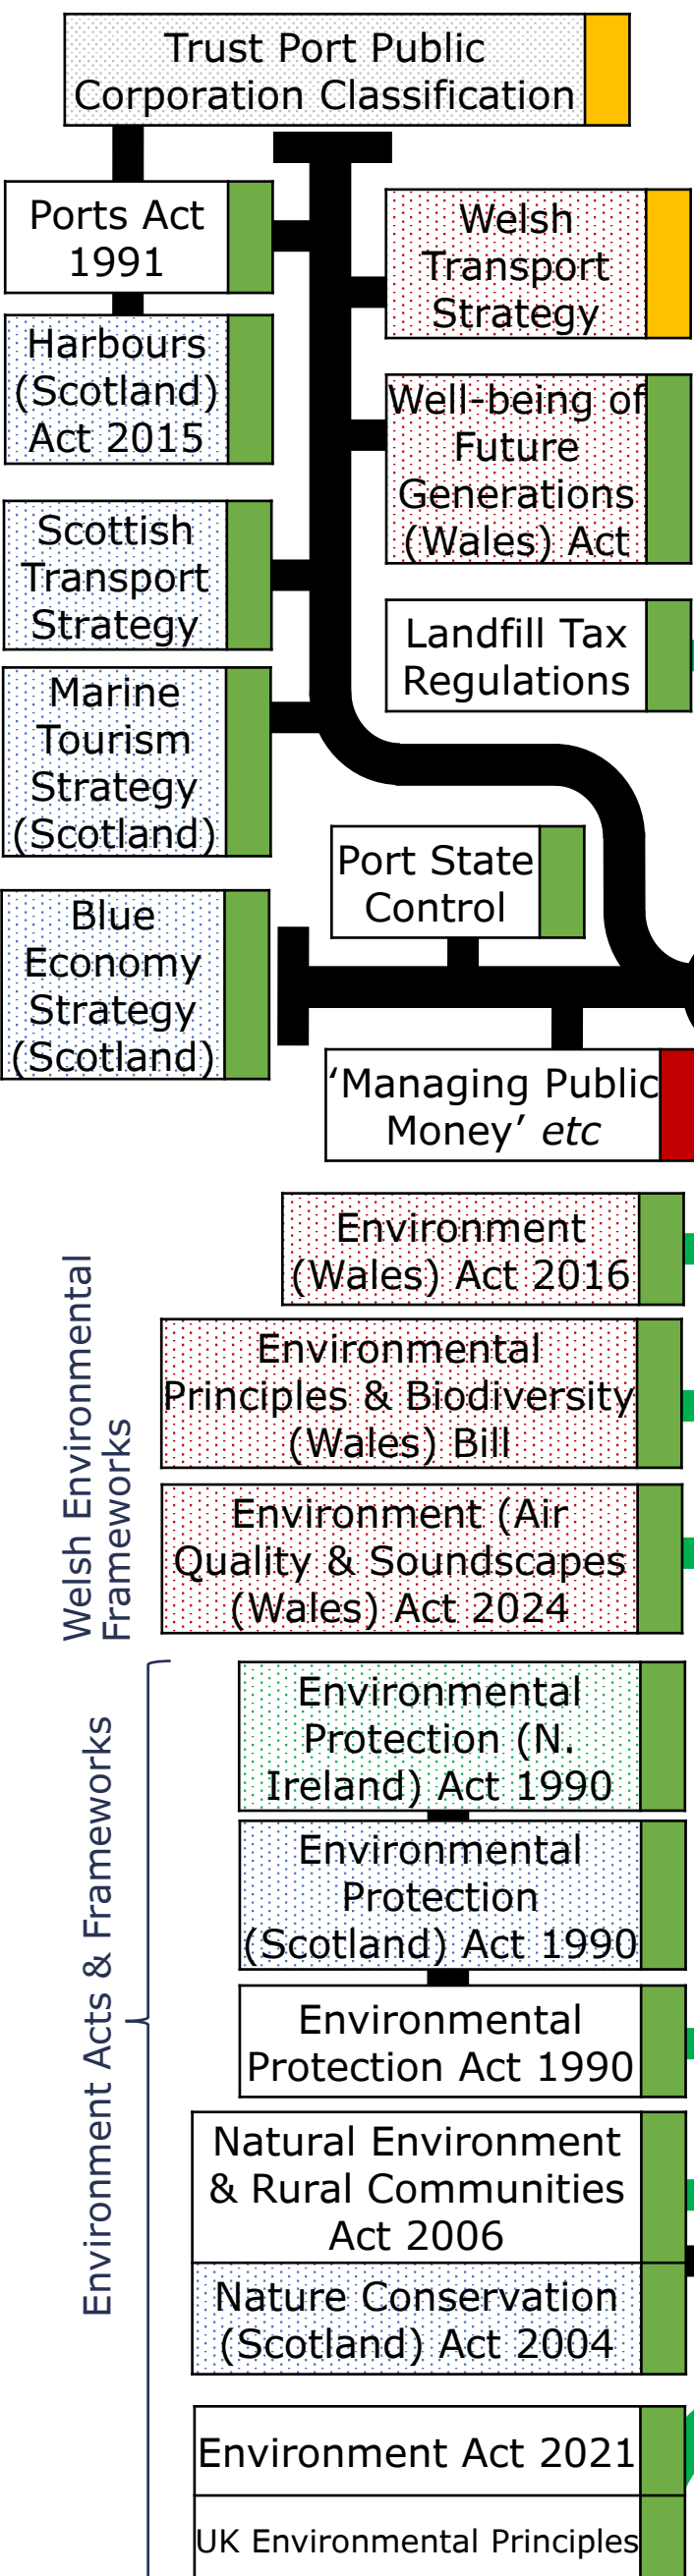 Trust Port Public
Corporation Classification
Ports Act
1991
Welsh
Transport
Strategy
Harbours
(Scotland)
Act 2015
Well-being of
Future
Generations
(Wales) Act
Scottish
Transport
Strategy
Landfill Tax
Regulations
Marine
Tourism
Strategy
(Scotland)
Port State
Control
Blue
Economy
Strategy
(Scotland)
‘Managing Public
Money’ etc
Welsh Environmental
Frameworks
Environment
(Wales) Act 2016
Environmental
Principles & Biodiversity
(Wales) Bill
Environment (Air
Quality & Soundscapes
(Wales) Act 2024
Environment Acts & Frameworks
Environmental
Protection (N.
Ireland) Act 1990
Environmental
Protection
(Scotland) Act 1990
Environmental
Protection Act 1990
Natural Environment
& Rural Communities
Act 2006
Nature Conservation
(Scotland) Act 2004
Environment Act 2021
UK Environmental Principles